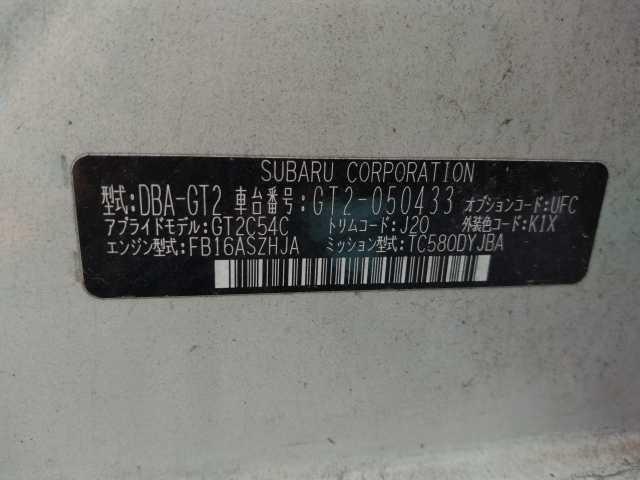 SUBARU CORPORATION
型式:DBA-GT2 車台番号:GT2-050433 オプションコード:UFC
アプライドモデル:GT2C54C トリムコード:J20 外装色コード:K1X
エンジン型式:FB16ASZHJA ミッション型式:TC580DYJBA